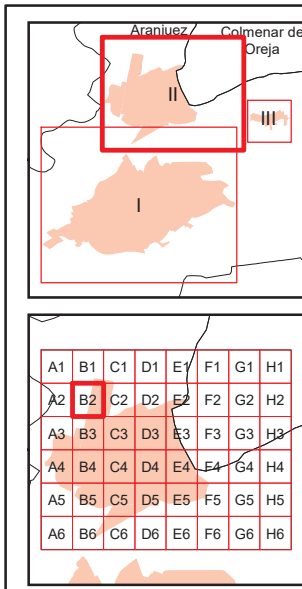 Aranjuez
Colmenar de
Oreja
II
III
I
A1 B1 C1 D1 E1 F1 G1 H1
A2 B2 C2 D2 E2 F2 G2 H2
A3 B3 C3 D3 E3 F3 G3 H3
A4 B4 C4 D4 E4 F4 G4 H4
A5 B5 C5 D5 E5 F5 G5 H5
A6 B6 C6 D6 E6 F6 G6 H6